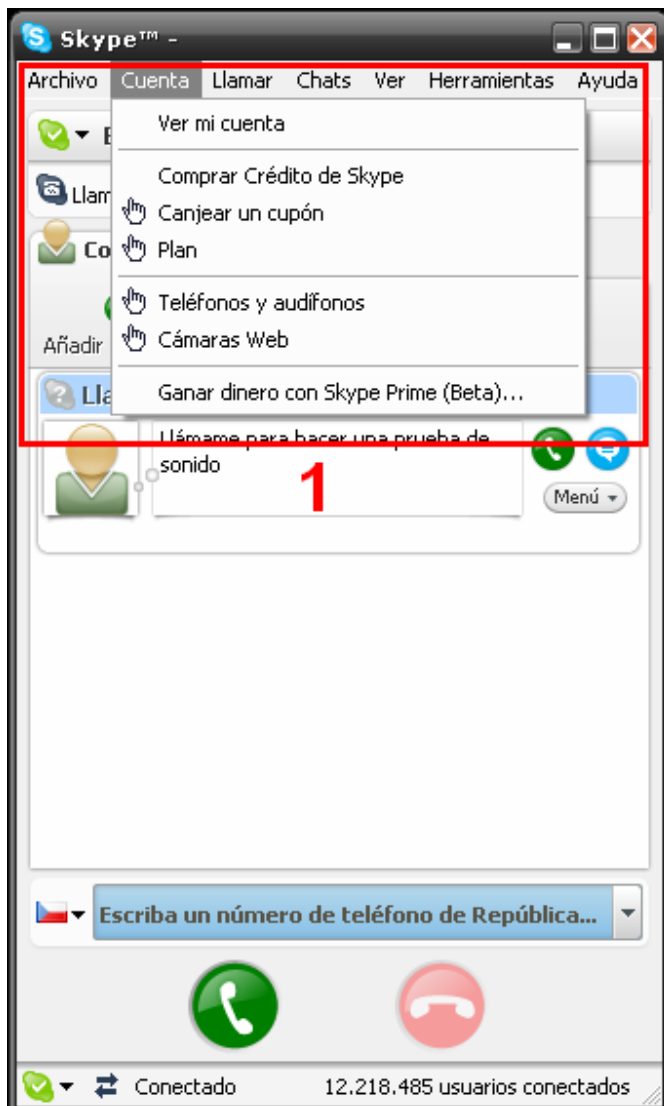 Skype™ -
Archivo Cuenta Llamar Chats Ver Herramientas Ayuda
Ver mi cuenta
Comprar Crédito de Skype
Llam
Canjear un cupón
Co
Plan
Teléfonos y audífonos
Añadir
Cámaras Web
Ganar dinero con Skype Prime (Beta)...
Lla
Llámame para hacer una prueba de
sonido
1
Menú
Escriba un número de teléfono de República...
Conectado 12.218.485 usuarios conectados